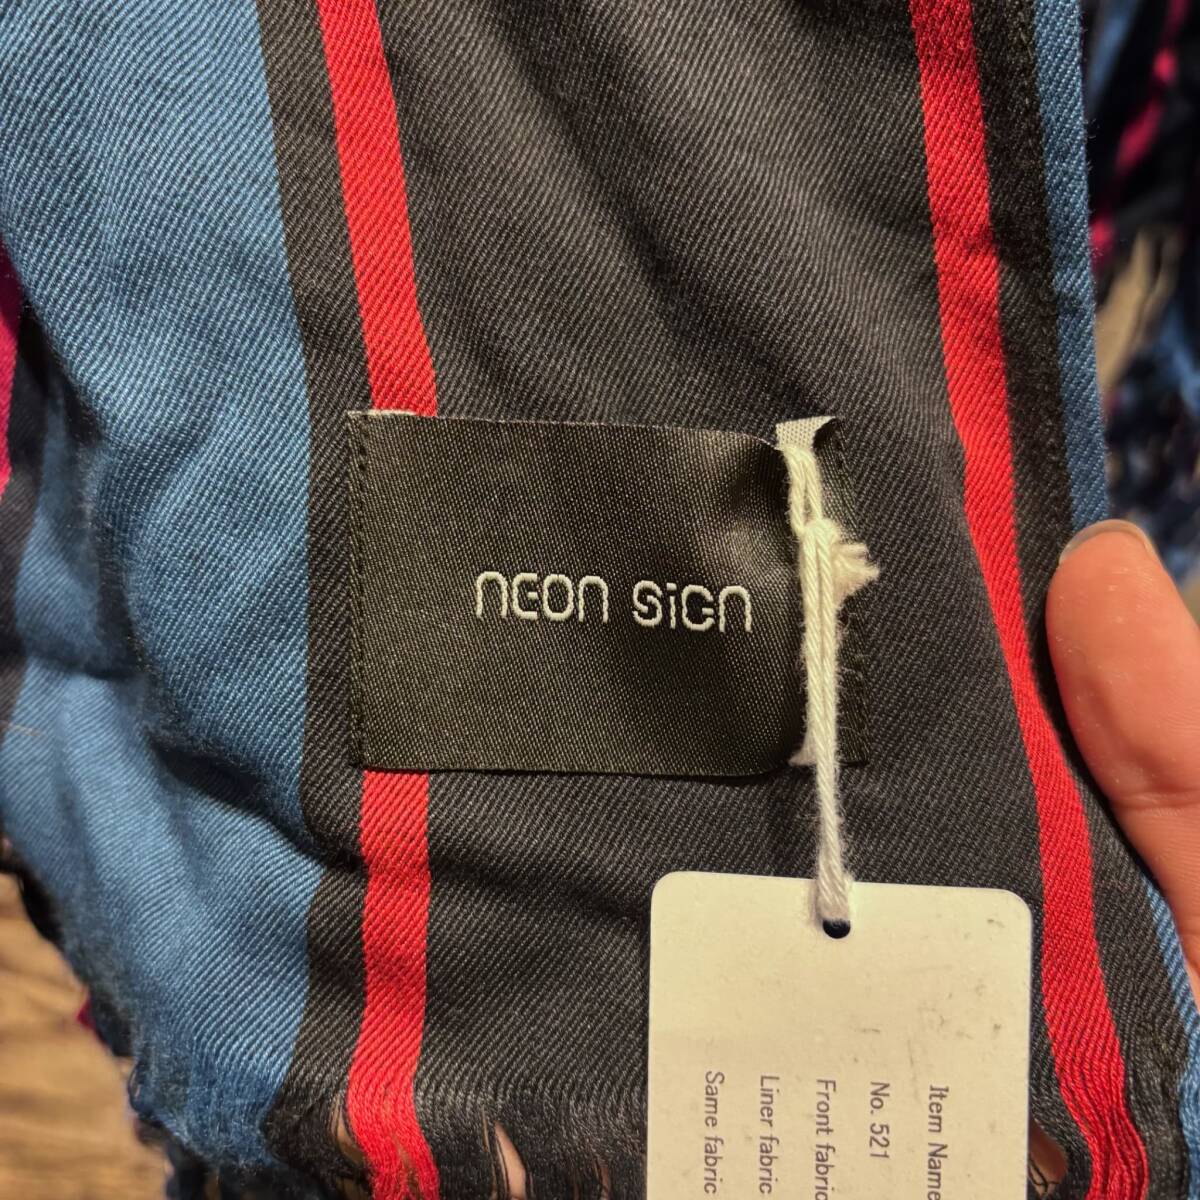 NEON SIGN
Item Name
No. 521
Front fabric
Liner fabric
Same fabric